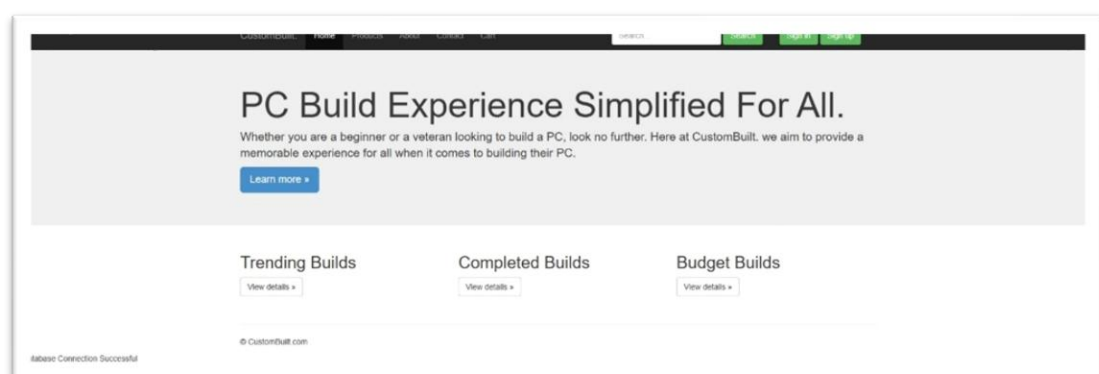 CustomBuilt. Home Products About Contact Cart Search Search Sign in Sign up
PC Build Experience Simplified For All.
Whether you are a beginner or a veteran looking to build a PC, look no further. Here at CustomBuilt. we aim to provide a
memorable experience for all when it comes to building their PC.
Learn more »
Trending Builds Completed Builds Budget Builds
View details » View details » View details »
© CustomBuilt.com
tabase Connection Successful